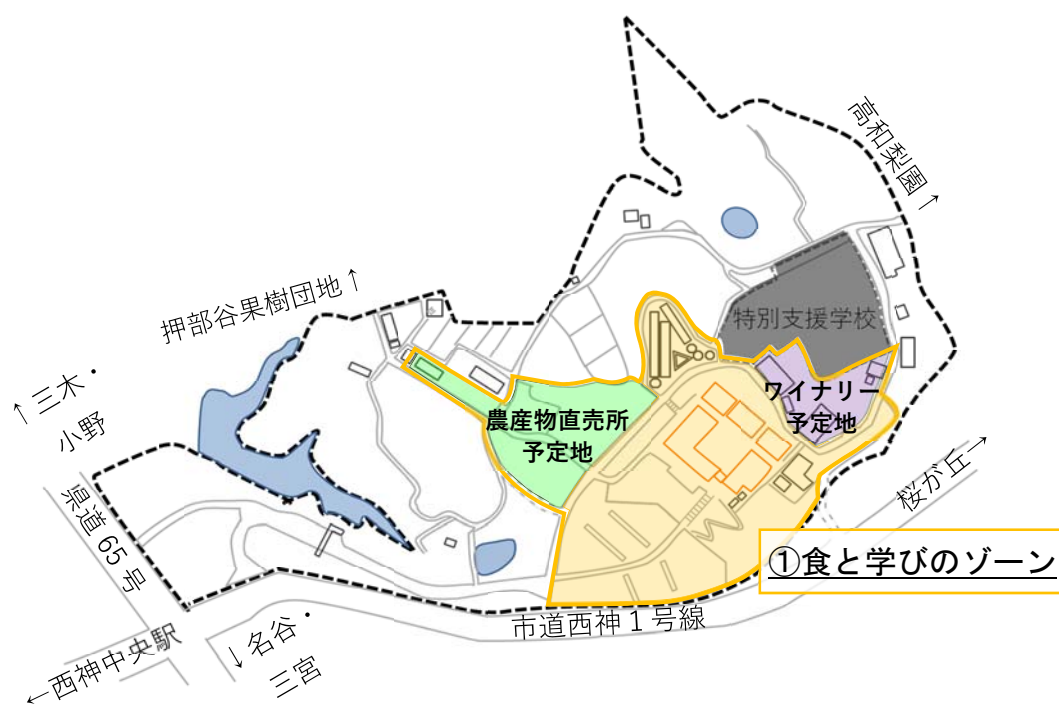 高和梨園↑
押部谷果樹団地↑
特別支援学校
↑三木・
小野
ワイナリー
予定地
農産物直売所
予定地
県道65号
桜が丘→
①食と学びのゾーン
市道西神１号線
←西神中央駅
↓名谷・
三宮